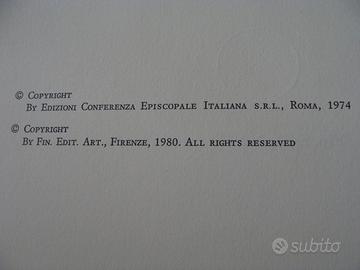 © Copyright
By Edizioni Conferenza Episcopale Italiana s.r.l., Roma, 1974
© Copyright
By Fin. Edit. Art., Firenze, 1980. All rights reserved
subito